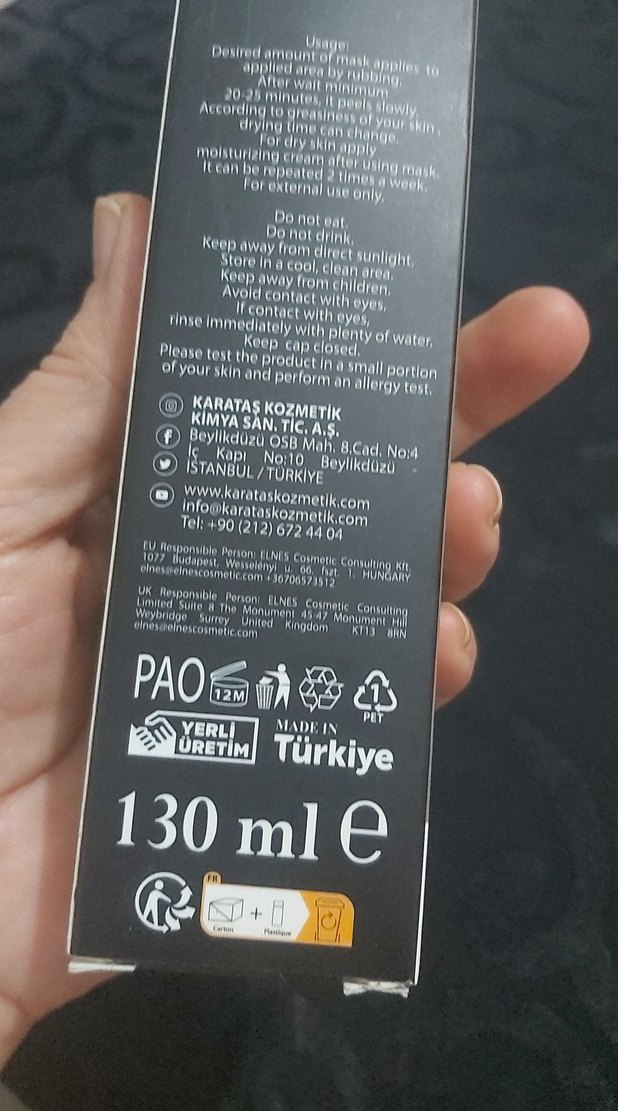 Usage:
Desired amount of mask applies to
applied area by rubbing.
After wait minimum
20-25 minutes, it peels slowly.
According to greasiness of your skin,
drying time can change.
For dry skin apply
moisturizing cream after using mask.
It can be repeated 2 times a week.
For external use only.
Do not eat.
Do not drink.
Keep away from direct sunlight.
Store in a cool, clean area.
Keep away from children.
Avoid contact with eyes.
If contact with eyes,
rinse immediately with plenty of water.
Keep cap closed.
Please test the product in a small portion
of your skin and perform an allergy test.
KARATAŞ KOZMETİK
KİMYA SAN. TİC. A.Ş.
Beylikdüzü OSB Mah. 8.Cad. No:4
İç Kapı No:10 Beylikdüzü -
İSTANBUL / TÜRKİYE
www.karataskozmetik.com
info@karataskozmetik.com
Tel: +90 (212) 672 44 04
EU Responsible Person: ELNES Cosmetic Consulting Kft.
1077 Budapest, Wesselényi u. 66. fszt. 1. HUNGARY
elnes@elnescosmetic.com +36706573512
UK Responsible Person: ELNES Cosmetic Consulting
Limited Suite 8 The Monument 45-47 Monument Hill
Weybridge Surrey United Kingdom KT13 8RN
elnes@elnescosmetic.com
PAO 12M
1
PET
YERLİ
ÜRETİM
MADE IN
Türkiye
130 ml e
FR
+
Carton Plastique